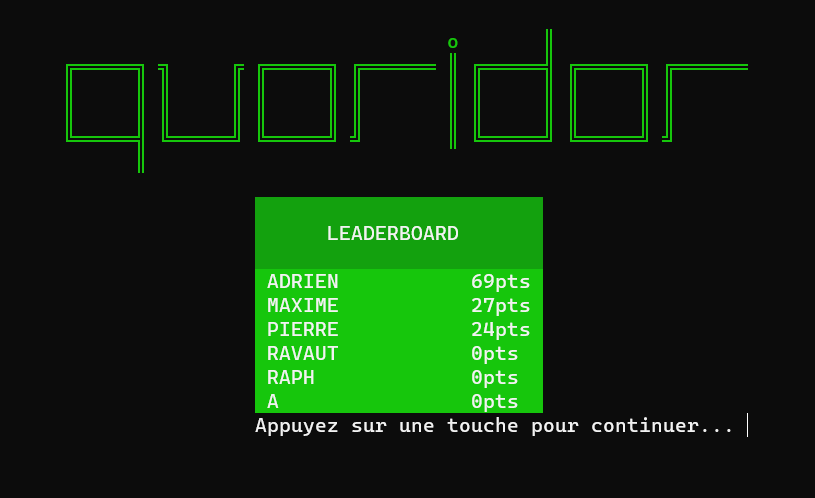 quoridor
LEADERBOARD
ADRIEN 69pts
MAXIME 27pts
PIERRE 24pts
RAVAUT 0pts
RAPH 0pts
A 0pts
Appuyez sur une touche pour continuer...